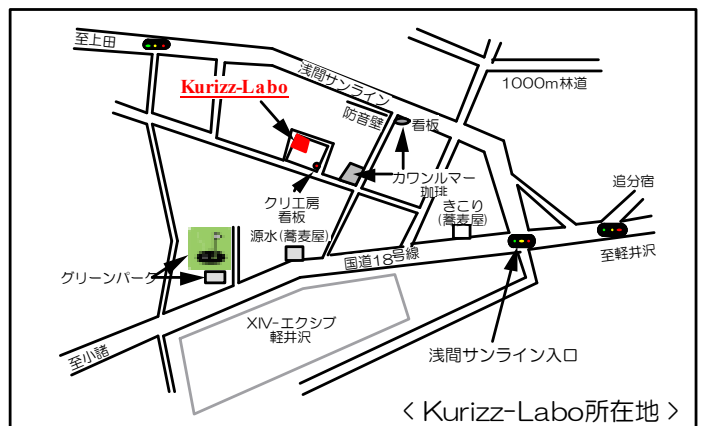 至上田
浅間サンライン
1000m林道
Kurizz-Labo
防音壁
看板
カワンルマー
珈琲
追分宿
クリ工房
看板
きこり
(蕎麦屋)
源水(蕎麦屋)
国道18号線
至軽井沢
グリーンパーク
XIV-エクシブ
軽井沢
至小諸
浅間サンライン入口
< Kurizz-Labo所在地 >